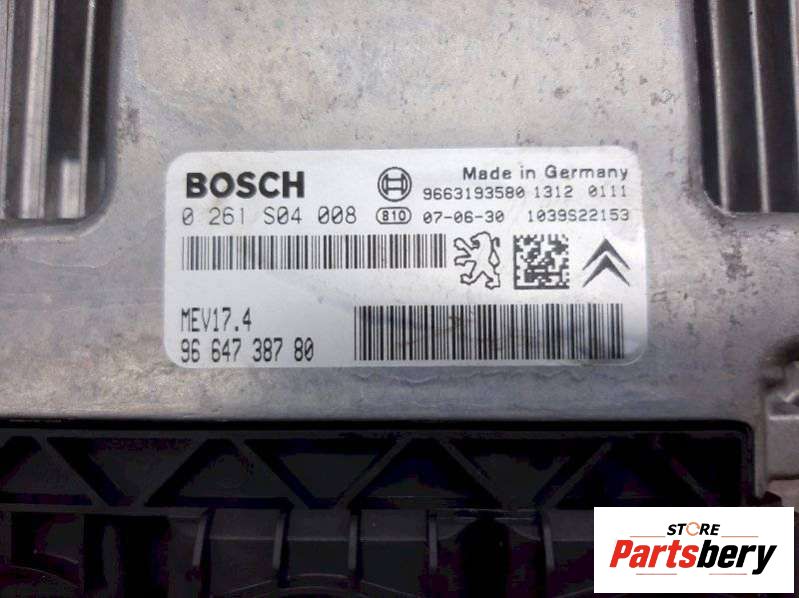 BOSCH
Made in Germany
9663193580 1312 0111
0 261 S04 008 810 07-06-30 1039S22153
MEV17.4
96 647 387 80
STORE
Partsbery